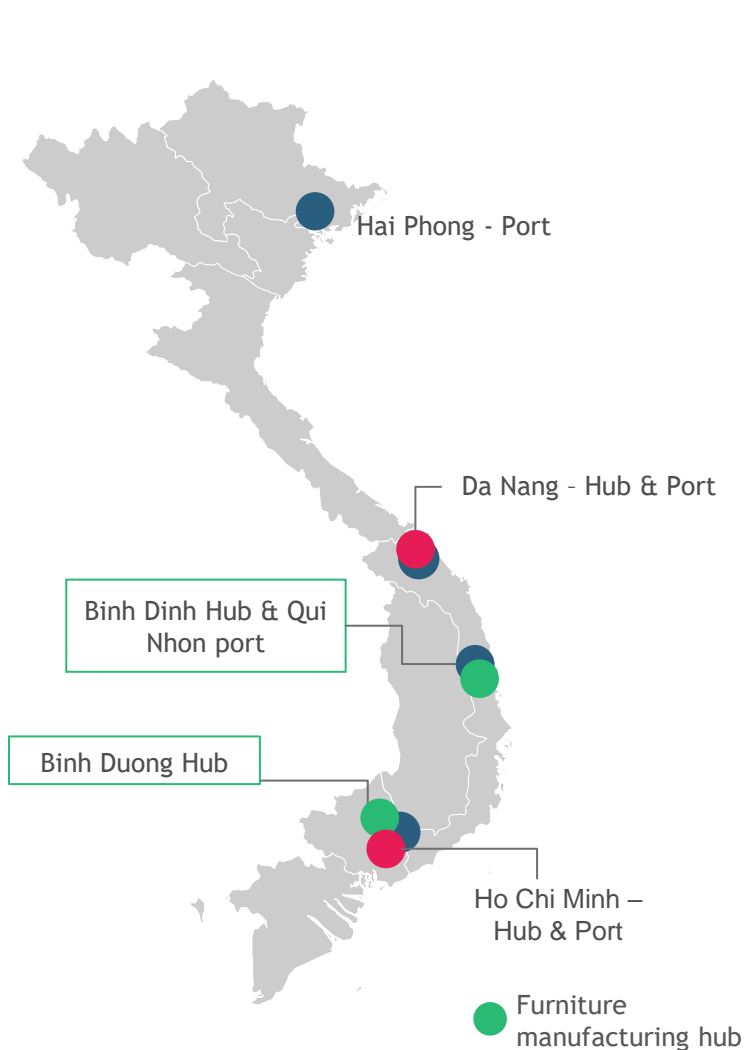 Hai Phong - Port
Da Nang – Hub & Port
Binh Dinh Hub & Qui
Nhon port
Binh Duong Hub
Ho Chi Minh –
Hub & Port
Furniture
manufacturing hub